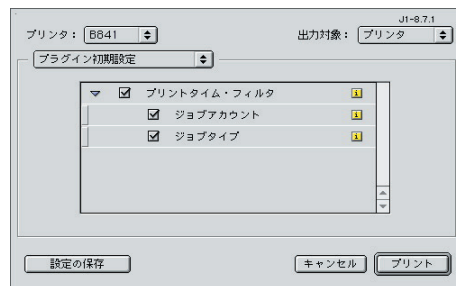 J1-8.7.1
プリンタ： B841 出力対象： プリンタ
プラグイン初期設定
プリントタイム・フィルタ
ジョブアカウント
ジョブタイプ
設定の保存 キャンセル プリント